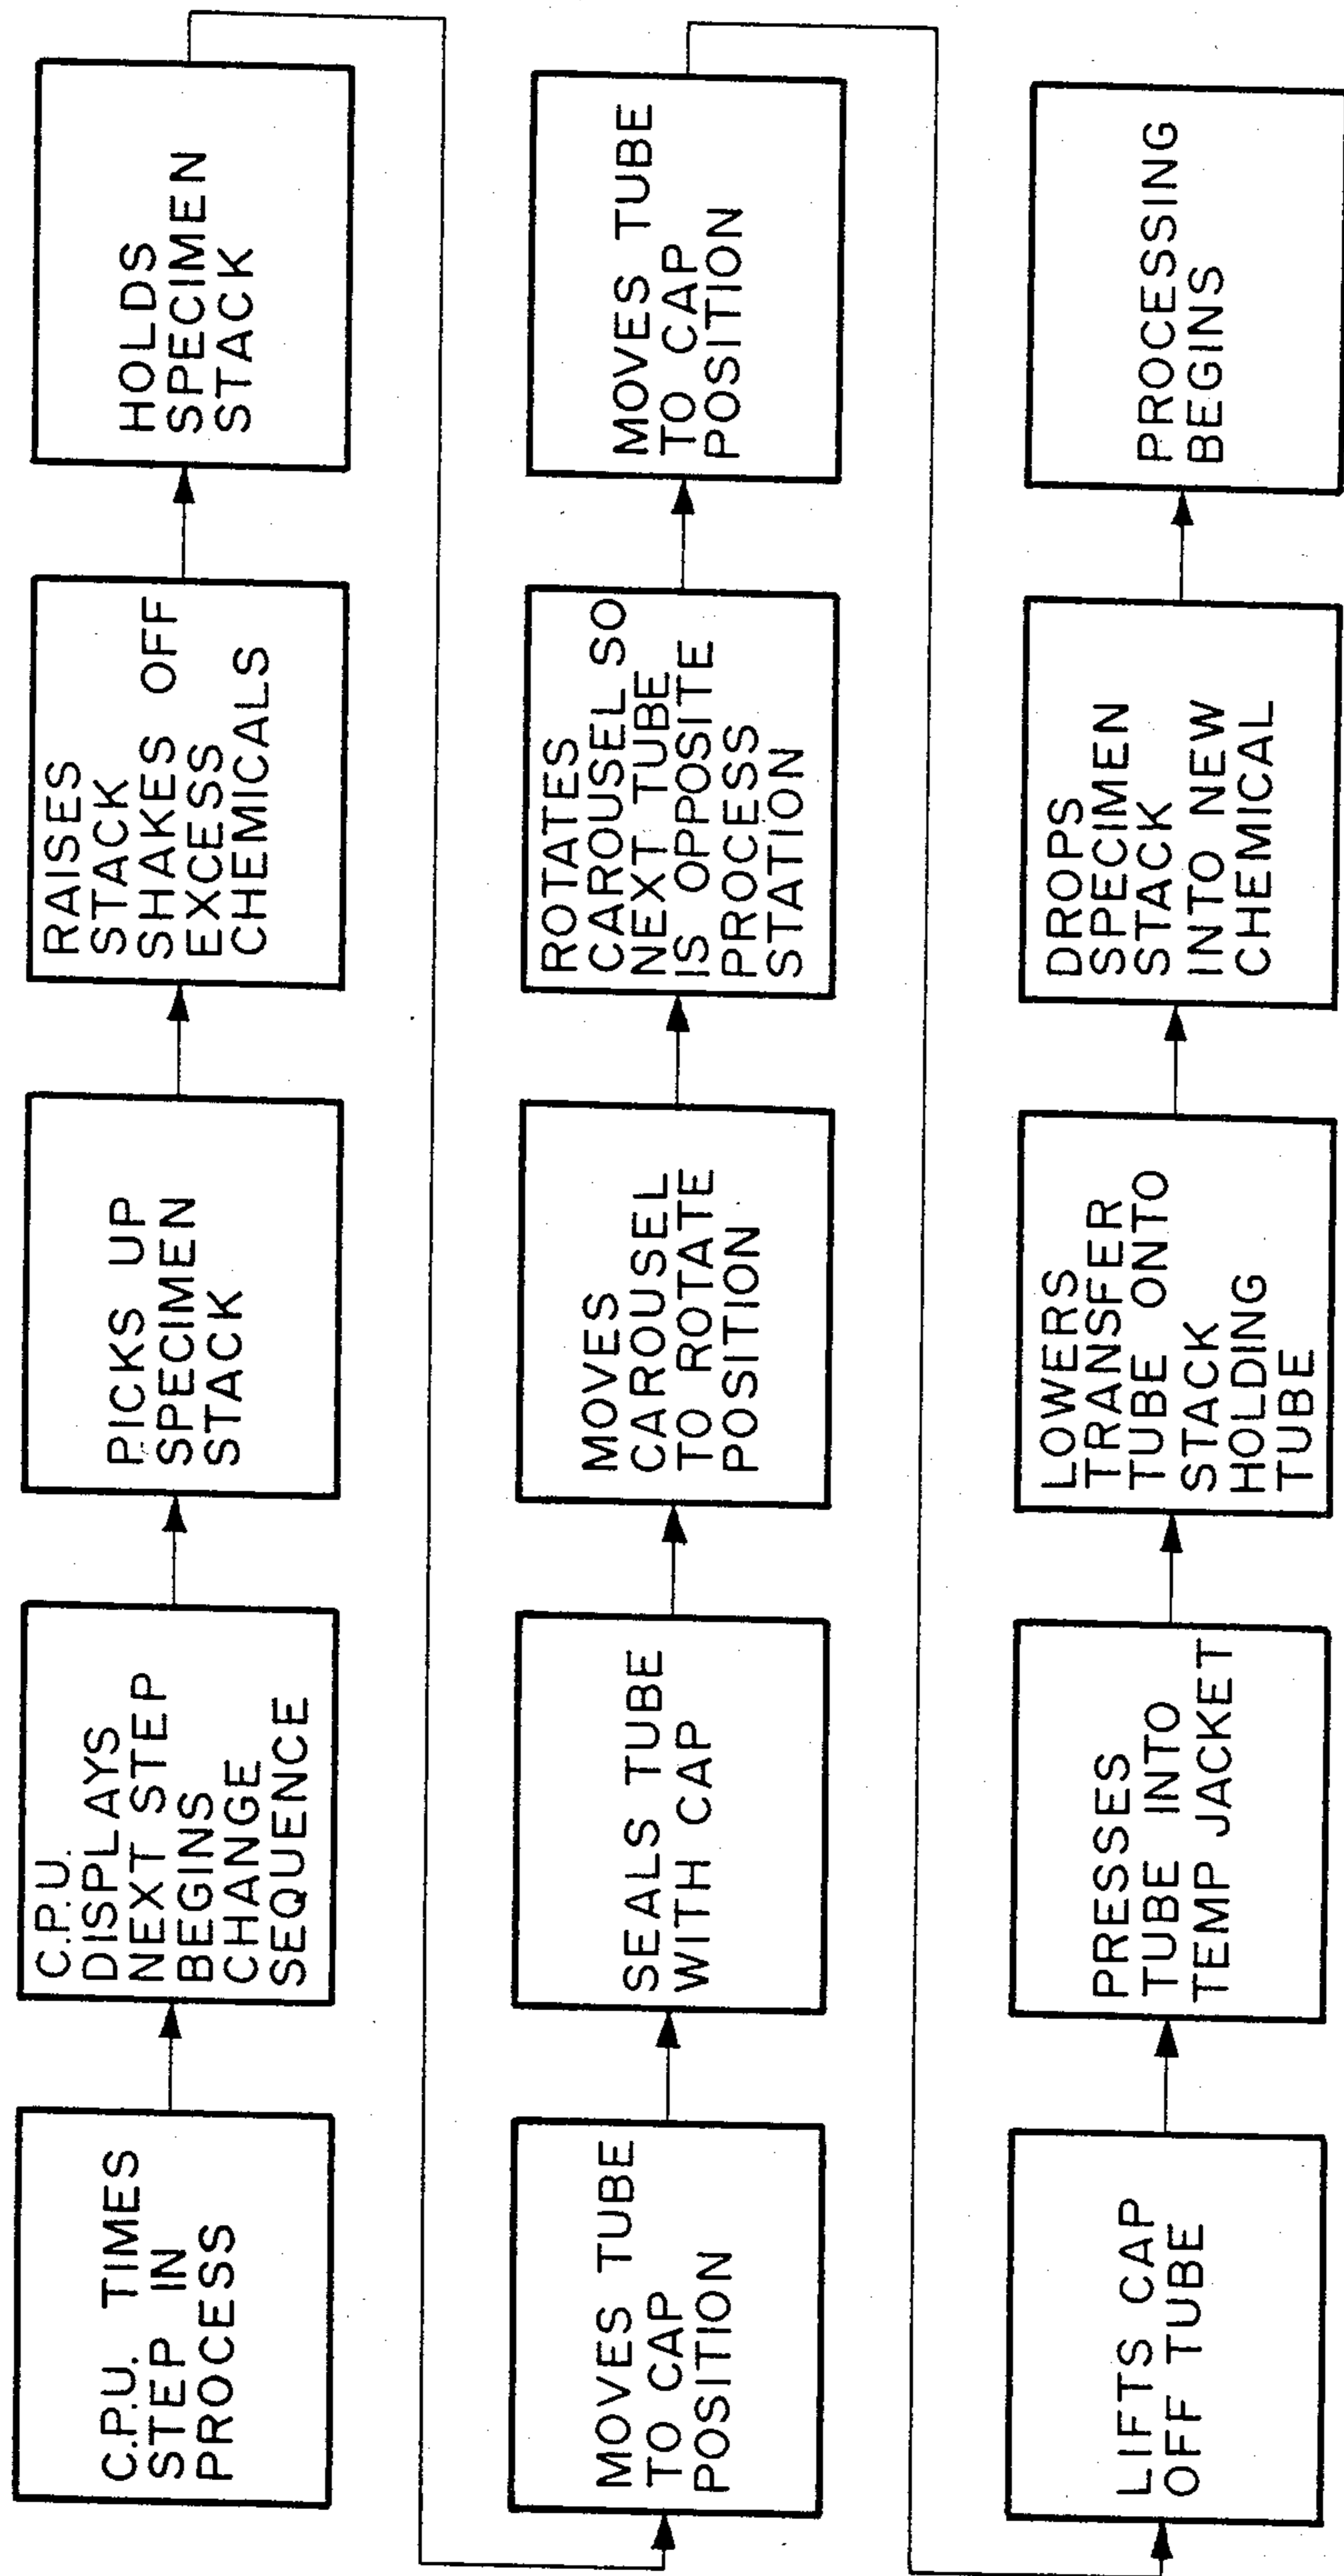 C.P.U. TIMES
STEP IN
PROCESS
C.P.U.
DISPLAYS
NEXT STEP
BEGINS
CHANGE
SEQUENCE
PICKS UP
SPECIMEN
STACK
RAISES
STACK
SHAKES OFF
EXCESS
CHEMICALS
HOLDS
SPECIMEN
STACK
MOVES TUBE
TO CAP
POSITION
SEALS TUBE
WITH CAP
MOVES
CAROUSEL
TO ROTATE
POSITION
ROTATES
CAROUSEL SO
NEXT TUBE
IS OPPOSITE
PROCESS
STATION
MOVES TUBE
TO CAP
POSITION
LIFTS CAP
OFF TUBE
PRESSES
TUBE INTO
TEMP JACKET
LOWERS
TRANSFER
TUBE ONTO
STACK
HOLDING
TUBE
DROPS
SPECIMEN
STACK
INTO NEW
CHEMICAL
PROCESSING
BEGINS